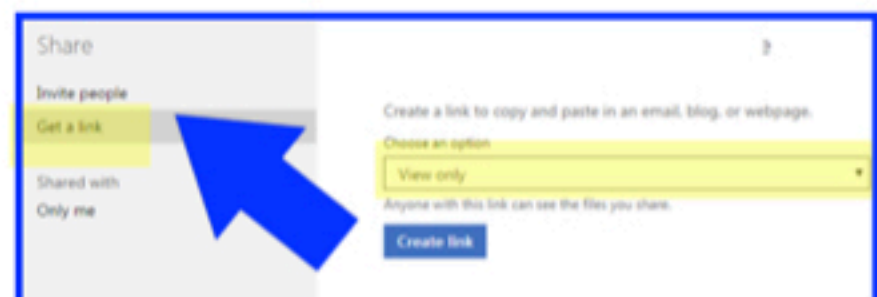 Share
?
Invite people
Get a link
Shared with
Only me
Create a link to copy and paste in an email, blog, or webpage.
Choose an option
View only
Anyone with this link can see the files you share.
Create link